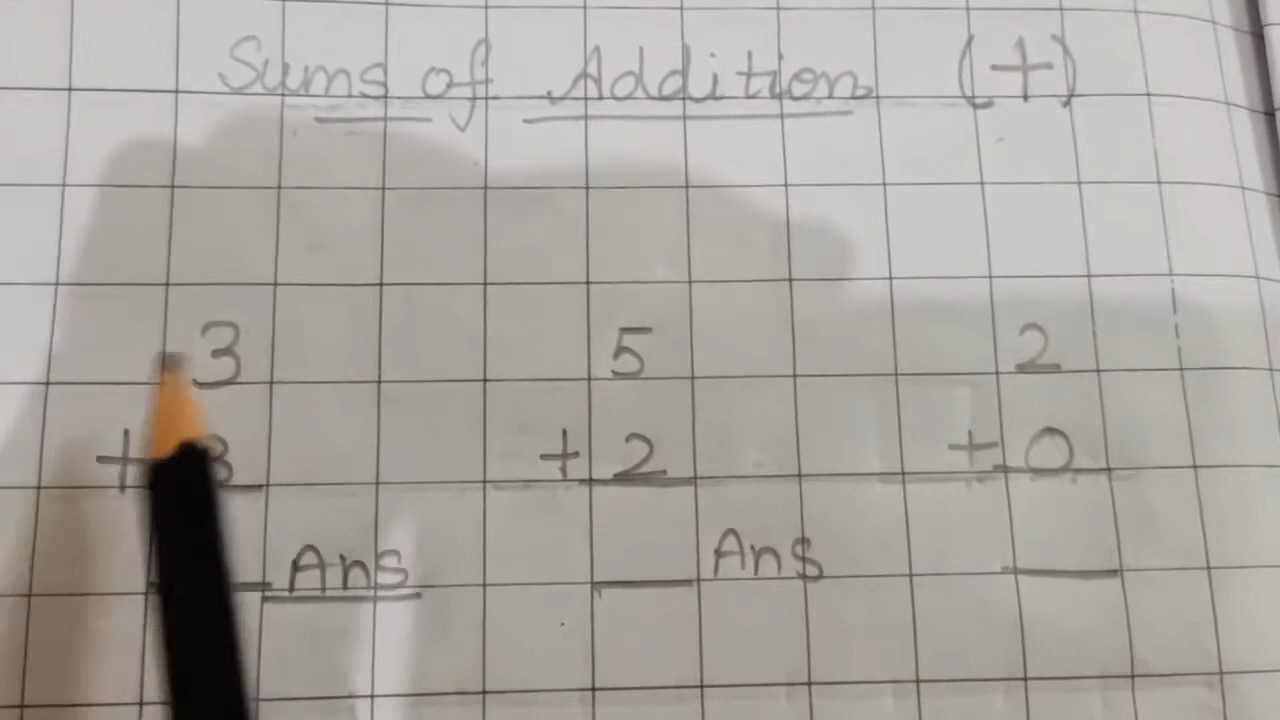 Sums of Addition (+)
3 5 2
+ + 2 + 0
Ans Ans